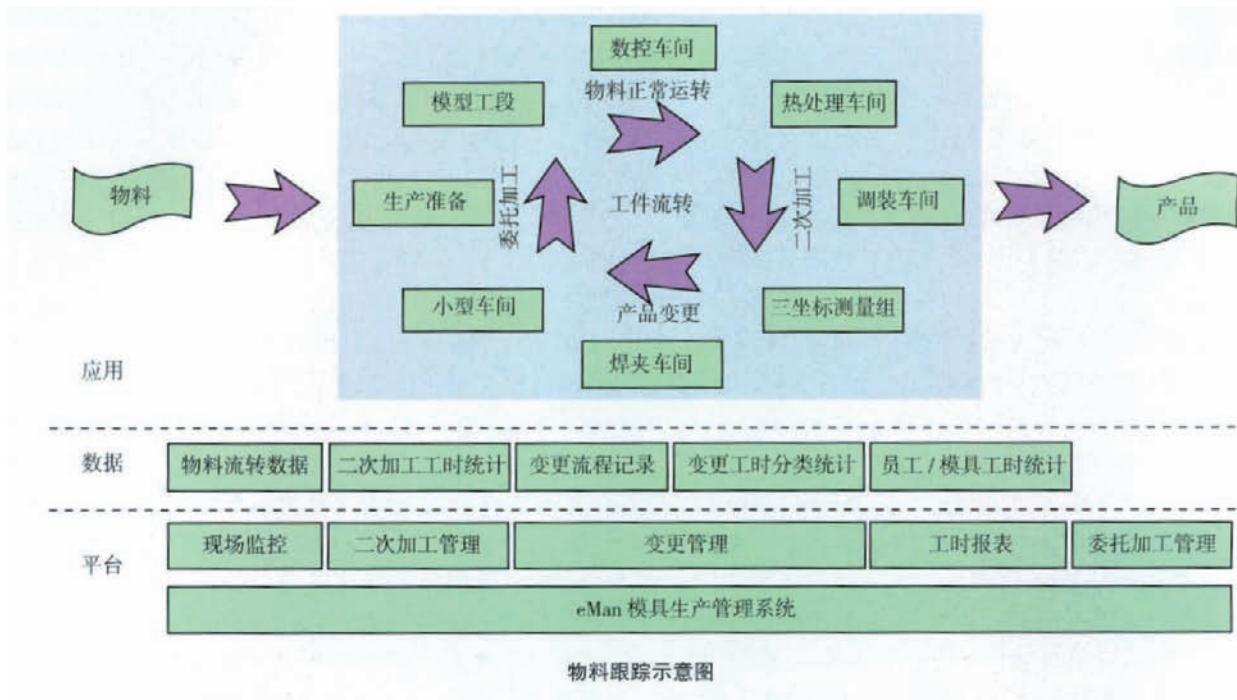 数控车间
物料正常运转
模型工段
热处理车间
物料
生产准备
委托加工
工件流转
二次加工
调装车间
产品
小型车间
产品变更
三坐标测量组
焊夹车间
应用
数据
物料流转数据
二次加工工时统计
变更流程记录
变更工时分类统计
员工/模具工时统计
平台
现场监控
二次加工管理
变更管理
工时报表
委托加工管理
eMan 模具生产管理系统
物料跟踪示意图